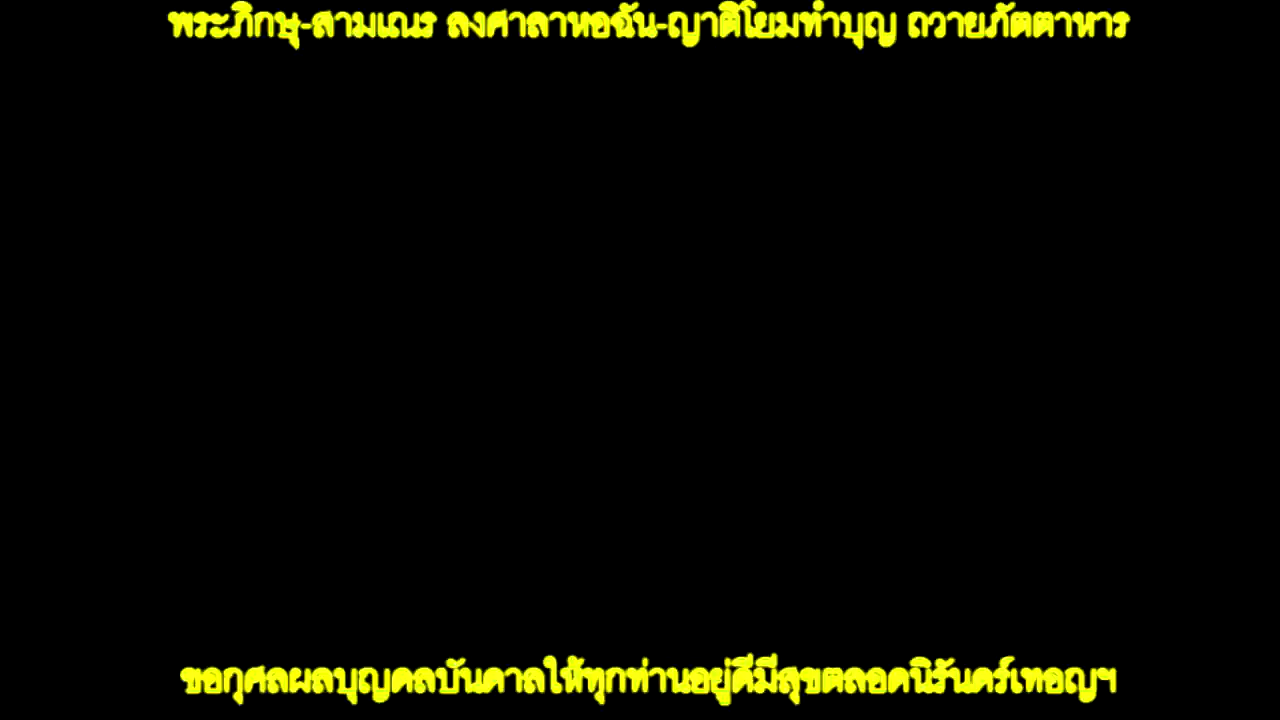 พระภิกษุ-สามเณร ลงศาลาหอฉัน-ญาติโยมทำบุญ ถวายภัตตาหาร
ขอกุศลผลบุญดลบันดาลให้ทุกท่านอยู่ดีมีสุขตลอดนิรันดร์เทอญฯ